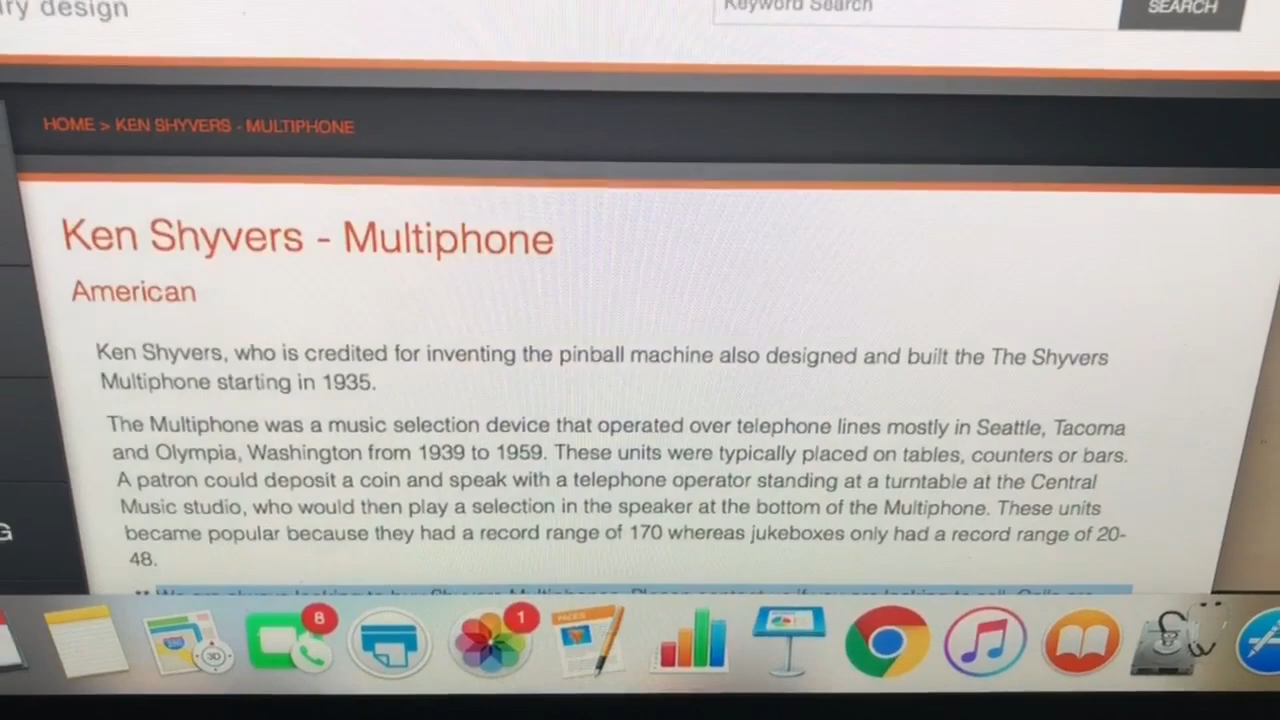 ry design
Keyword Search
SEARCH
HOME > KEN SHYVERS - MULTIPHONE
Ken Shyvers - Multiphone
American
Ken Shyvers, who is credited for inventing the pinball machine also designed and built the The Shyvers
Multiphone starting in 1935.
The Multiphone was a music selection device that operated over telephone lines mostly in Seattle, Tacoma
and Olympia, Washington from 1939 to 1959. These units were typically placed on tables, counters or bars.
A patron could deposit a coin and speak with a telephone operator standing at a turntable at the Central
Music studio, who would then play a selection in the speaker at the bottom of the Multiphone. These units
became popular because they had a record range of 170 whereas jukeboxes only had a record range of 20-
48.
G
8
1
PAGES
3D